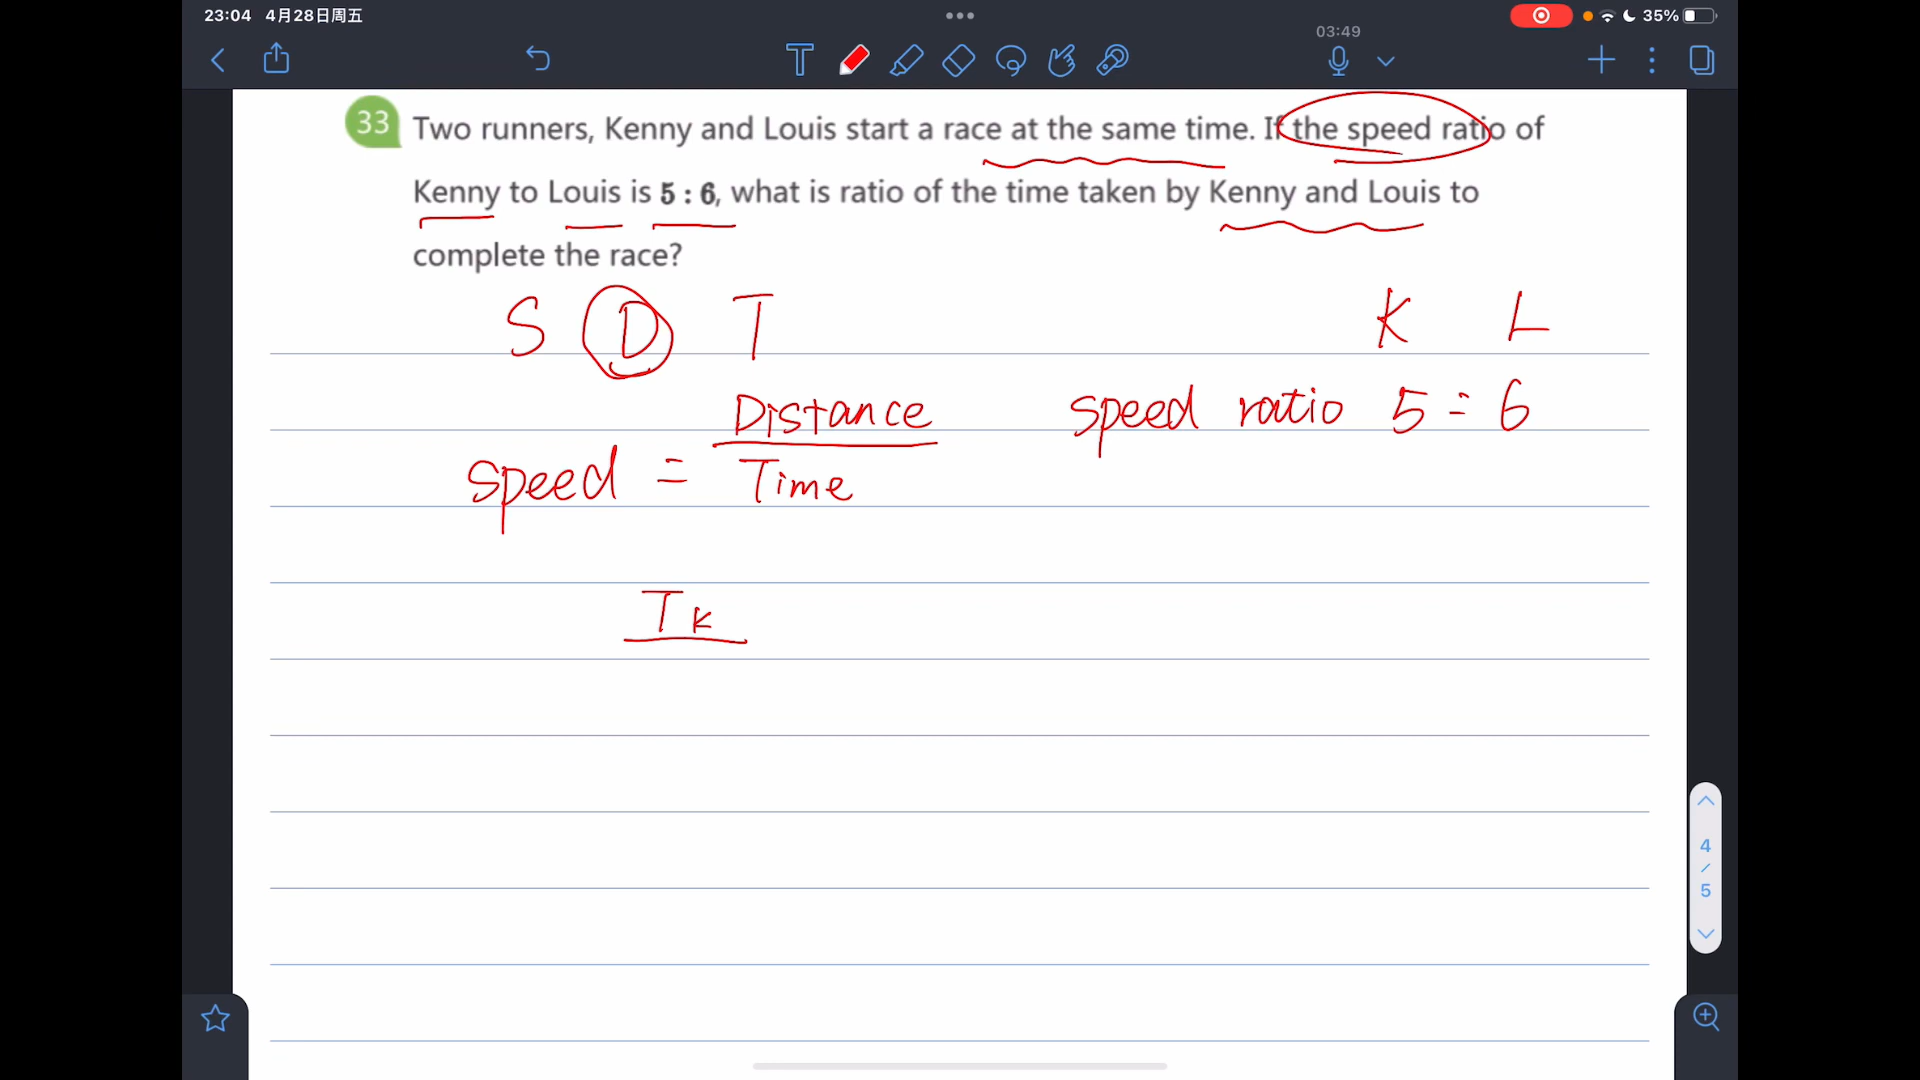 23:04 4月28日周五
35%
03:49
33 Two runners, Kenny and Louis start a race at the same time. If the speed ratio of
Kenny to Louis is 5 : 6, what is ratio of the time taken by Kenny and Louis to
complete the race?
S D T K L
Distance
speed ratio 5 : 6
speed =
Time
T K
4
/
5